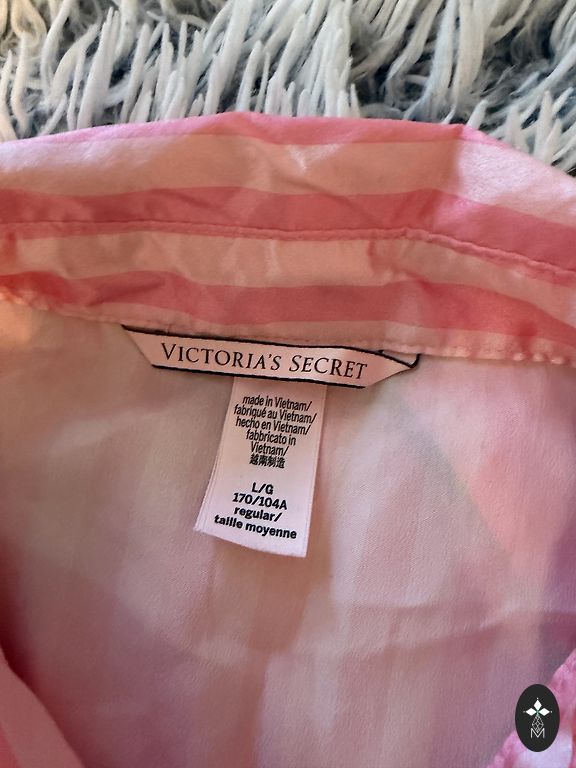 VICTORIA'S SECRET
made in Vietnam/
fabriqué au Vietnam/
hecho en Vietnam/
fabbricato in
Vietnam/
越南制造
L/G
170/104A
regular/
taille moyenne
M